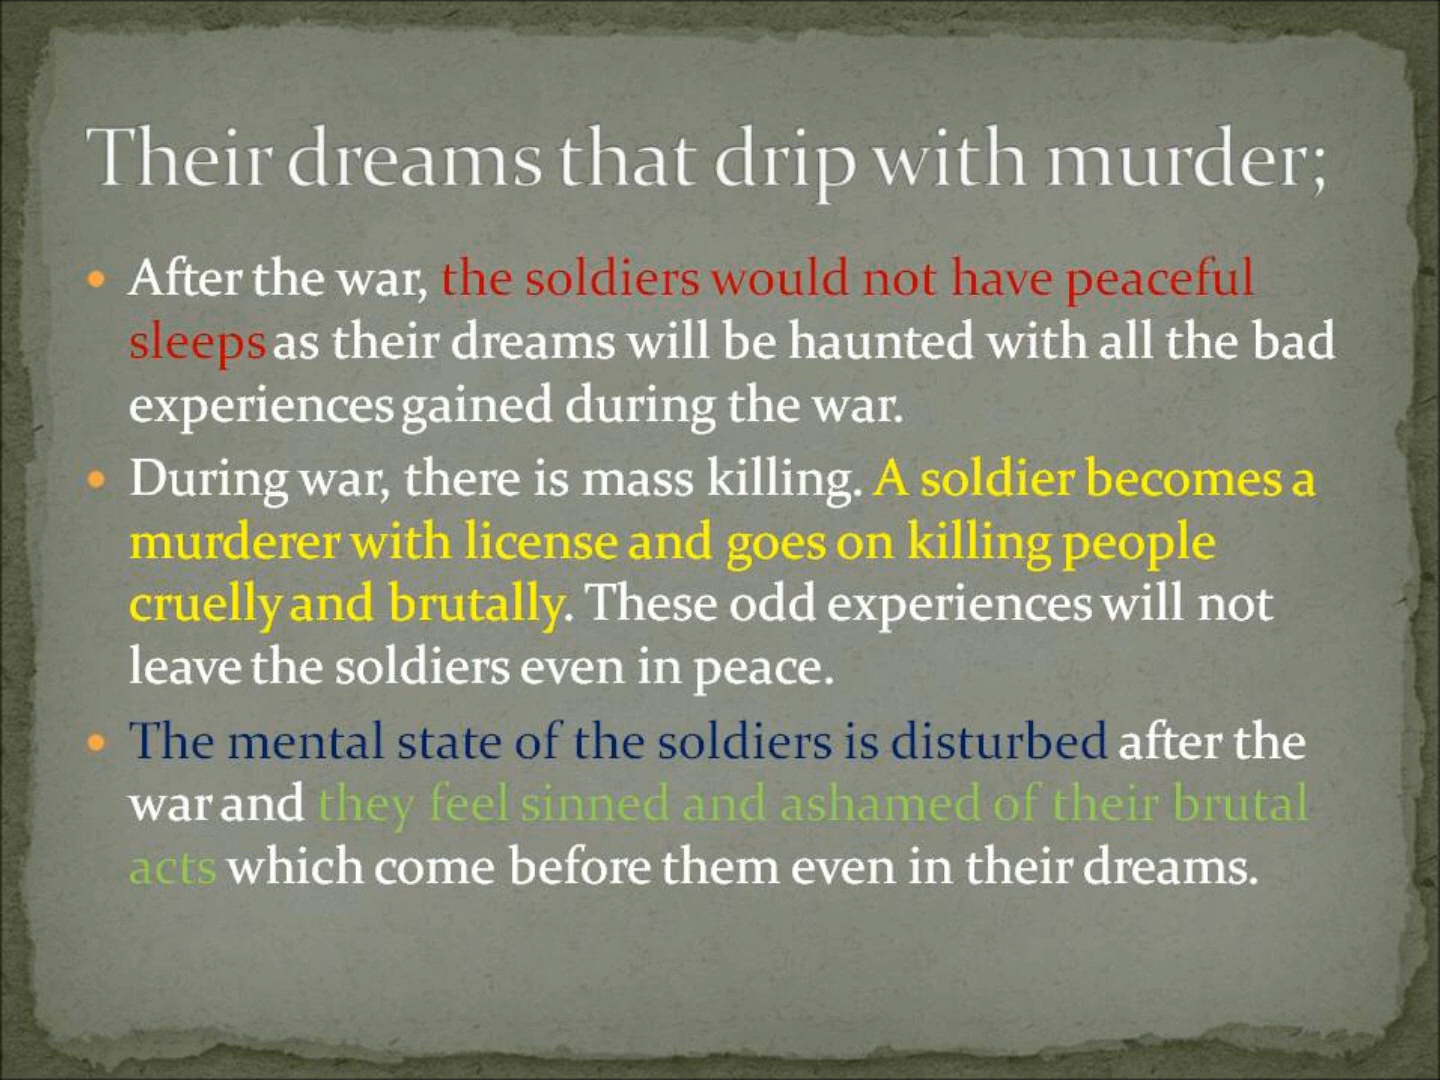 Their dreams that drip with murder;
• After the war, the soldiers would not have peaceful
sleeps as their dreams will be haunted with all the bad
experiences gained during the war.
• During war, there is mass killing. A soldier becomes a
murderer with license and goes on killing people
cruelly and brutally. These odd experiences will not
leave the soldiers even in peace.
• The mental state of the soldiers is disturbed after the
war and they feel sinned and ashamed of their brutal
acts which come before them even in their dreams.